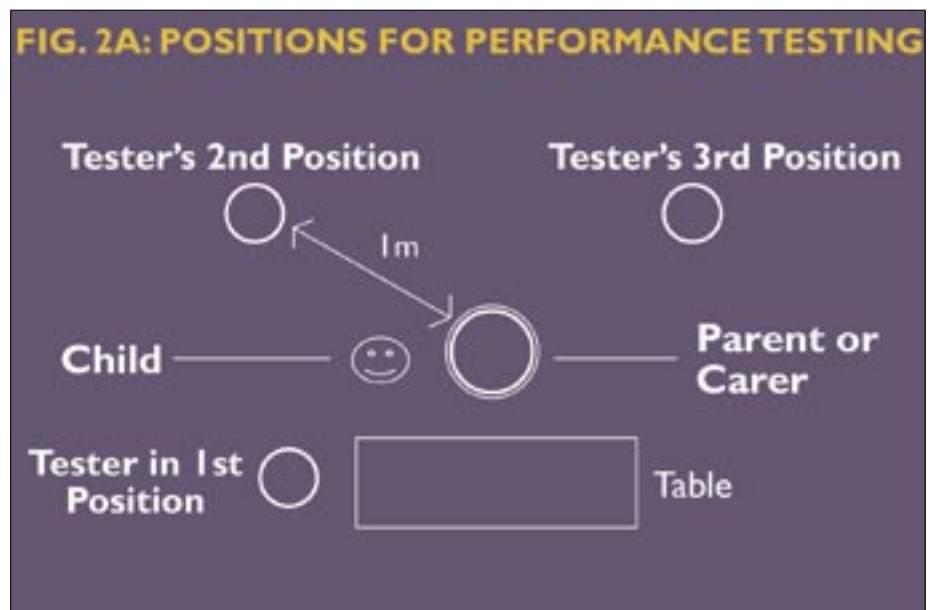 FIG. 2A: POSITIONS FOR PERFORMANCE TESTING
Tester's 2nd Position
Tester's 3rd Position
1m
Child
Parent or
Carer
Tester in 1st
Position
Table